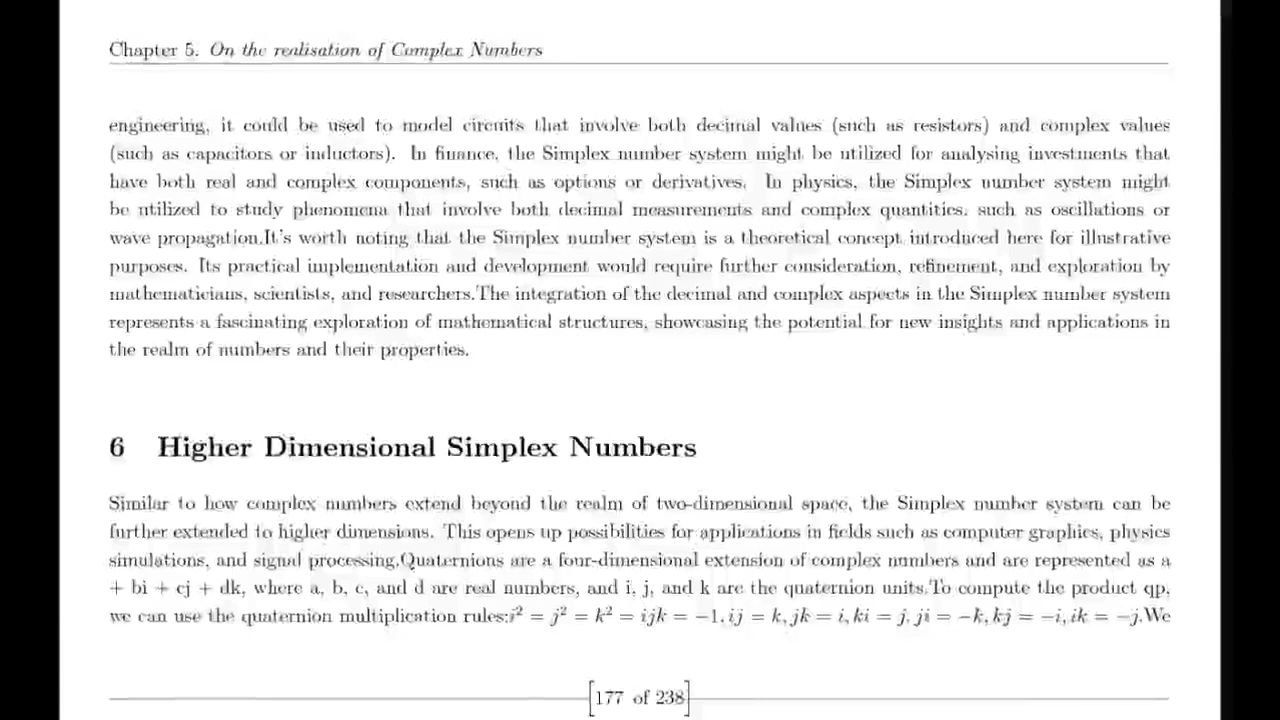 Chapter 5. On the realisation of Complex Numbers
engineering, it could be used to model circuits that involve both decimal values (such as resistors) and complex values
(such as capacitors or inductors). In finance, the Simplex number system might be utilized for analysing investments that
have both real and complex components, such as options or derivatives. In physics, the Simplex number system might
be utilized to study phenomena that involve both decimal measurements and complex quantities, such as oscillations or
wave propagation.It's worth noting that the Simplex number system is a theoretical concept introduced here for illustrative
purposes. Its practical implementation and development would require further consideration, refinement, and exploration by
mathematicians, scientists, and researchers.The integration of the decimal and complex aspects in the Simplex number system
represents a fascinating exploration of mathematical structures, showcasing the potential for new insights and applications in
the realm of numbers and their properties.
6 Higher Dimensional Simplex Numbers
Similar to how complex numbers extend beyond the realm of two-dimensional space, the Simplex number system can be
further extended to higher dimensions. This opens up possibilities for applications in fields such as computer graphics, physics
simulations, and signal processing.Quaternions are a four-dimensional extension of complex numbers and are represented as a
+ bi + cj + dk, where a, b, c, and d are real numbers, and i, j, and k are the quaternion units.To compute the product qp,
we can use the quaternion multiplication rules:i² = j² = k² = ijk = −1, ij = k, jk = i, ki = j, ji = −k, kj = −i, ik = −j.We
[177 of 238]